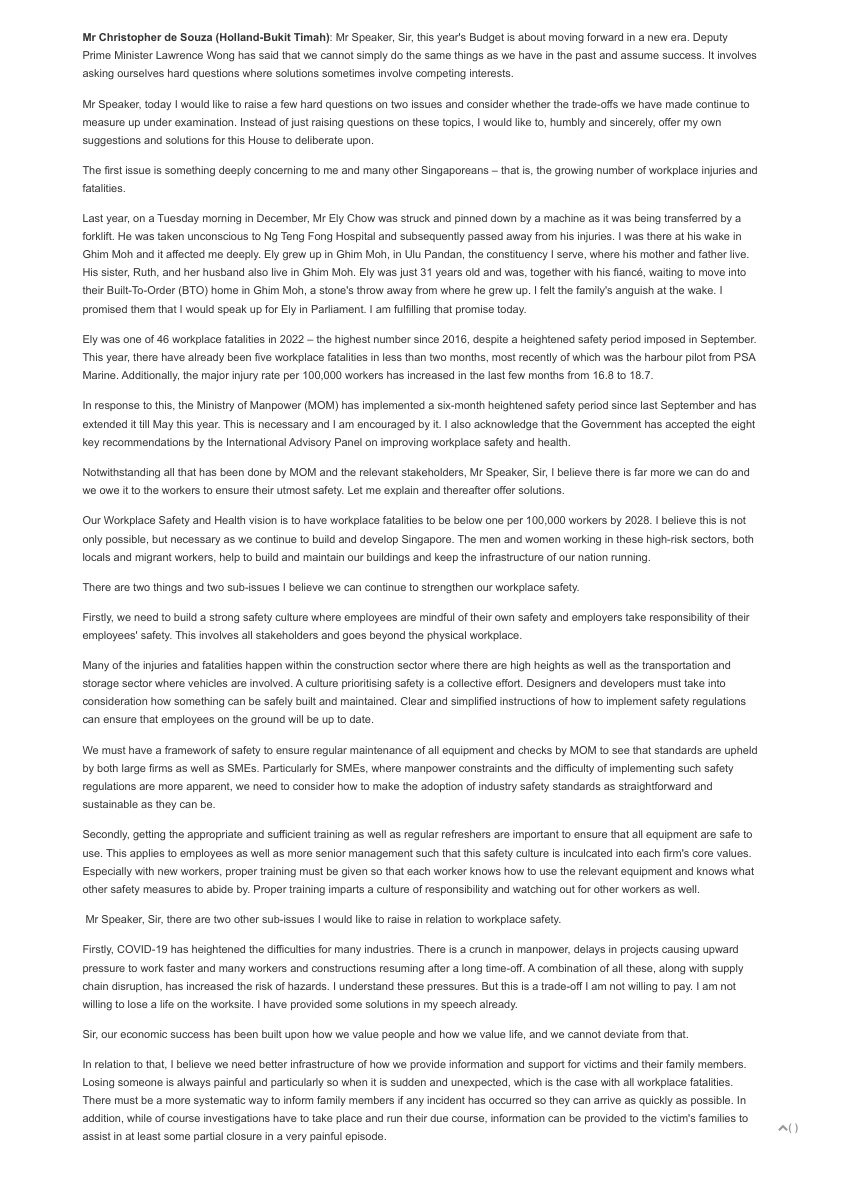 Mr Christopher de Souza (Holland-Bukit Timah): Mr Speaker, Sir, this year's Budget is about moving forward in a new era. Deputy
Prime Minister Lawrence Wong has said that we cannot simply do the same things as we have in the past and assume success. It involves
asking ourselves hard questions where solutions sometimes involve competing interests.
Mr Speaker, today I would like to raise a few hard questions on two issues and consider whether the trade-offs we have made continue to
measure up under examination. Instead of just raising questions on these topics, I would like to, humbly and sincerely, offer my own
suggestions and solutions for this House to deliberate upon.
The first issue is something deeply concerning to me and many other Singaporeans – that is, the growing number of workplace injuries and
fatalities.
Last year, on a Tuesday morning in December, Mr Ely Chow was struck and pinned down by a machine as it was being transferred by a
forklift. He was taken unconscious to Ng Teng Fong Hospital and subsequently passed away from his injuries. I was there at his wake in
Ghim Moh and it affected me deeply. Ely grew up in Ghim Moh, in Ulu Pandan, the constituency I serve, where his mother and father live.
His sister, Ruth, and her husband also live in Ghim Moh. Ely was just 31 years old and was, together with his fiancé, waiting to move into
their Built-To-Order (BTO) home in Ghim Moh, a stone's throw away from where he grew up. I felt the family's anguish at the wake. I
promised them that I would speak up for Ely in Parliament. I am fulfilling that promise today.
Ely was one of 46 workplace fatalities in 2022 – the highest number since 2016, despite a heightened safety period imposed in September.
This year, there have already been five workplace fatalities in less than two months, most recently of which was the harbour pilot from PSA
Marine. Additionally, the major injury rate per 100,000 workers has increased in the last few months from 16.8 to 18.7.
In response to this, the Ministry of Manpower (MOM) has implemented a six-month heightened safety period since last September and has
extended it till May this year. This is necessary and I am encouraged by it. I also acknowledge that the Government has accepted the eight
key recommendations by the International Advisory Panel on improving workplace safety and health.
Notwithstanding all that has been done by MOM and the relevant stakeholders, Mr Speaker, Sir, I believe there is far more we can do and
we owe it to the workers to ensure their utmost safety. Let me explain and thereafter offer solutions.
Our Workplace Safety and Health vision is to have workplace fatalities to be below one per 100,000 workers by 2028. I believe this is not
only possible, but necessary as we continue to build and develop Singapore. The men and women working in these high-risk sectors, both
locals and migrant workers, help to build and maintain our buildings and keep the infrastructure of our nation running.
There are two things and two sub-issues I believe we can continue to strengthen our workplace safety.
Firstly, we need to build a strong safety culture where employees are mindful of their own safety and employers take responsibility of their
employees' safety. This involves all stakeholders and goes beyond the physical workplace.
Many of the injuries and fatalities happen within the construction sector where there are high heights as well as the transportation and
storage sector where vehicles are involved. A culture prioritising safety is a collective effort. Designers and developers must take into
consideration how something can be safely built and maintained. Clear and simplified instructions of how to implement safety regulations
can ensure that employees on the ground will be up to date.
We must have a framework of safety to ensure regular maintenance of all equipment and checks by MOM to see that standards are upheld
by both large firms as well as SMEs. Particularly for SMEs, where manpower constraints and the difficulty of implementing such safety
regulations are more apparent, we need to consider how to make the adoption of industry safety standards as straightforward and
sustainable as they can be.
Secondly, getting the appropriate and sufficient training as well as regular refreshers are important to ensure that all equipment are safe to
use. This applies to employees as well as more senior management such that this safety culture is inculcated into each firm's core values.
Especially with new workers, proper training must be given so that each worker knows how to use the relevant equipment and knows what
other safety measures to abide by. Proper training imparts a culture of responsibility and watching out for other workers as well.
Mr Speaker, Sir, there are two other sub-issues I would like to raise in relation to workplace safety.
Firstly, COVID-19 has heightened the difficulties for many industries. There is a crunch in manpower, delays in projects causing upward
pressure to work faster and many workers and constructions resuming after a long time-off. A combination of all these, along with supply
chain disruption, has increased the risk of hazards. I understand these pressures. But this is a trade-off I am not willing to pay. I am not
willing to lose a life on the worksite. I have provided some solutions in my speech already.
Sir, our economic success has been built upon how we value people and how we value life, and we cannot deviate from that.
In relation to that, I believe we need better infrastructure of how we provide information and support for victims and their family members.
Losing someone is always painful and particularly so when it is sudden and unexpected, which is the case with all workplace fatalities.
There must be a more systematic way to inform family members if any incident has occurred so they can arrive as quickly as possible. In
addition, while of course investigations have to take place and run their due course, information can be provided to the victim's families to
assist in at least some partial closure in a very painful episode.
( )